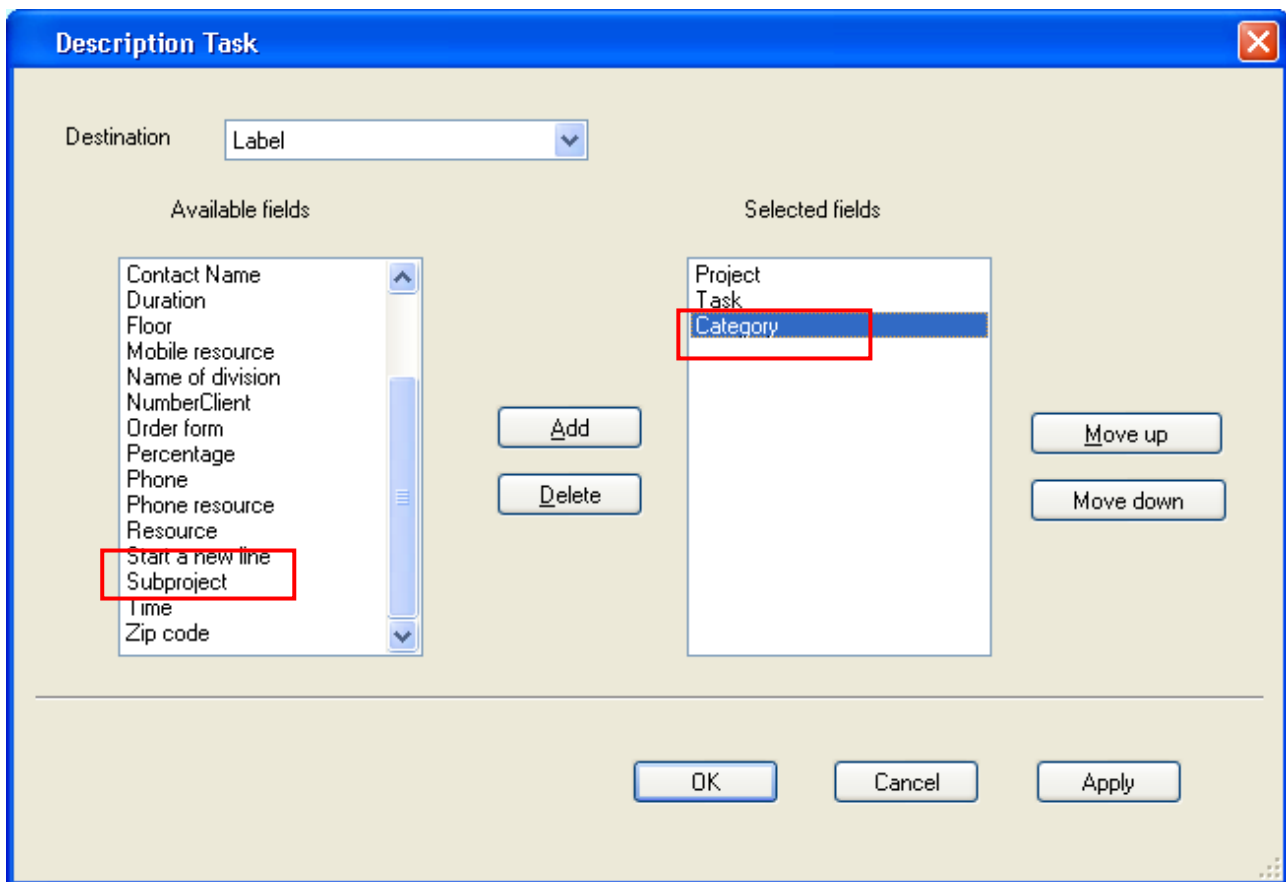 Description Task
Destination
Label
Available fields
Contact Name
Duration
Floor
Mobile resource
Name of division
NumberClient
Order form
Percentage
Phone
Phone resource
Resource
Start a new line
Subproject
Time
Zip code
Add
Delete
Selected fields
Project
Task
Category
Move up
Move down
OK
Cancel
Apply